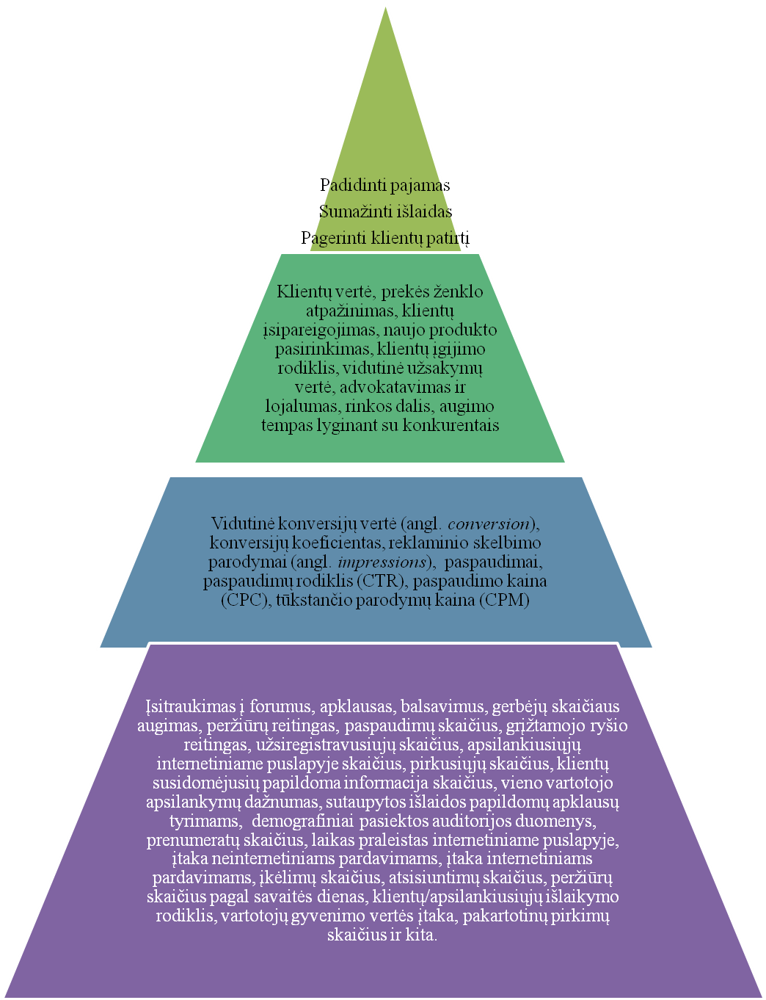 Padidinti pajamas
Sumažinti išlaidas
Pagerinti klientų patirtį
Klientų vertė, prekės ženklo
atpažinimas, klientų
įsipareigojimas, naujo produkto
pasirinkimas, klientų įgijimo
rodiklis, vidutinė užsakymų
vertė, advokatavimas ir
lojalumas, rinkos dalis, augimo
tempas lyginant su konkurentais
Vidutinė konversijų vertė (angl. conversion),
konversijų koeficientas, reklaminio skelbimo
parodymai (angl. impressions),  paspaudimai,
paspaudimų rodiklis (CTR), paspaudimo kaina
(CPC), tūkstančio parodymų kaina (CPM)
Įsitraukimas į forumus, apklausas, balsavimus, gerbėjų skaičiaus
augimas, peržiūrų reitingas, paspaudimų skaičius, grįžtamojo ryšio
reitingas, užsiregistravusiujų skaičius, apsilankiusiųjų
internetiniame puslapyje skaičius, pirkusiųjų skaičius, klientų
susidomėjusių papildoma informacija skaičius, vieno vartotojo
apsilankymų dažnumas, sutaupytos išlaidos papildomų apklausų
tyrimams,  demografiniai pasiektos auditorijos duomenys,
prenumeratų skaičius, laikas praleistas internetiniame puslapyje,
įtaka neinternetiniams pardavimams, įtaka internetiniams
pardavimams, įkėlimų skaičius, atsisiuntimų skaičius, peržiūrų
skaičius pagal savaitės dienas, klientų/apsilankiusiųjų išlaikymo
rodiklis, vartotojų gyvenimo vertės įtaka, pakartotinų pirkimų
skaičius ir kita.